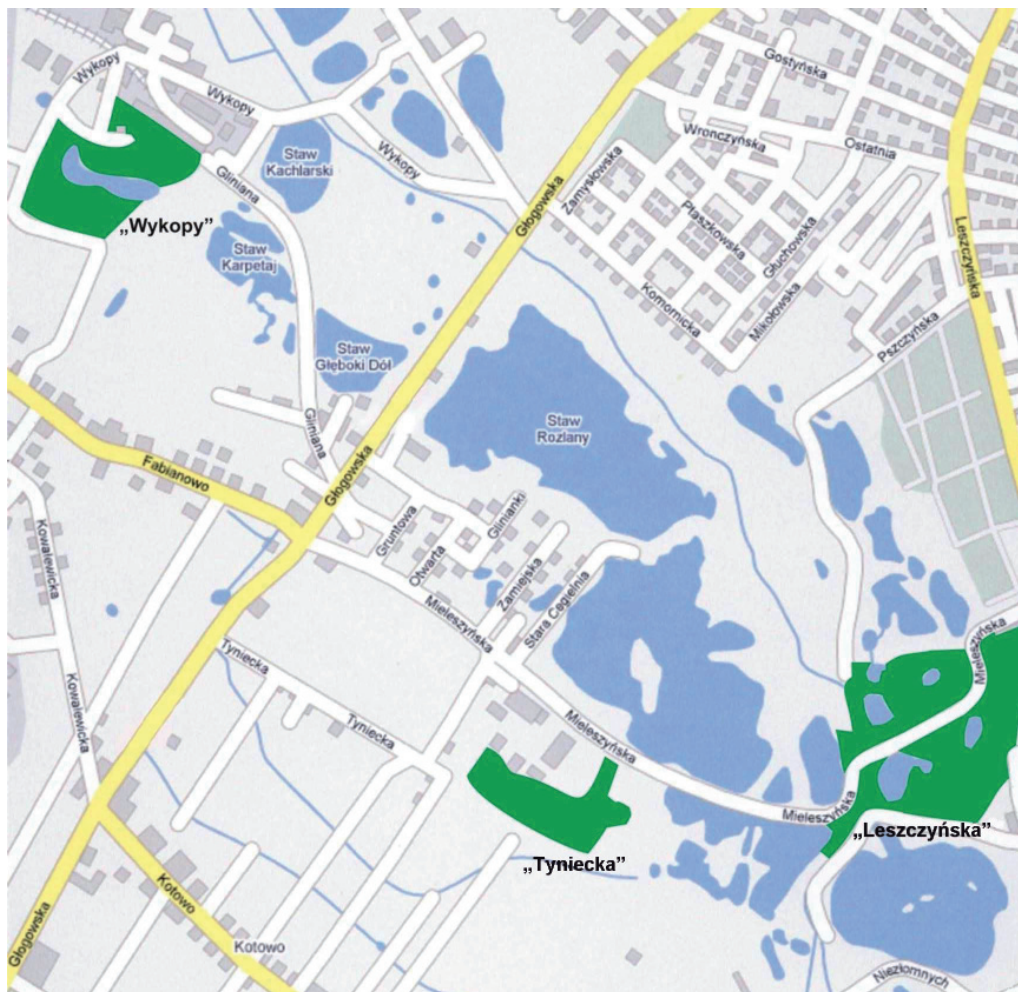 Wykopy
Wykopy
Wykopy
Gliniana
„Wykopy”
Staw
Kachlarski
Staw
Karpetaj
Staw
Głęboki Dół
Gliniana
Głogowska
Głogowska
Gostyńska
Wronczyńska
Ostatnia
Zamysłowska
Ptaszkowska
Głuchowska
Komornicka
Mikołowska
Leszczyńska
Pszczyńska
Staw
Rozlany
Fabianowo
Kowalewicka
Kowalewicka
Gruntowa
Otwarta
Glinianki
Zamiejska
Stara Cegielnia
Mieleszyńska
Mieleszyńska
Mieleszyńska
Mieleszyńska
Tyniecka
Tyniecka
„Tyniecka”
„Leszczyńska”
Kotowo
Kotowo
Głogowska
Niezłomnych